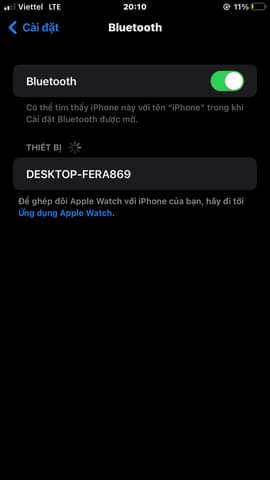 Viettel LTE 20:10 11%
Cài đặt Bluetooth
Bluetooth
Có thể tìm thấy iPhone này với tên “iPhone” trong khi
Cài đặt Bluetooth được mở.
THIẾT BỊ
DESKTOP-FERA869
Để ghép đôi Apple Watch với iPhone của bạn, hãy đi tới
Ứng dụng Apple Watch.